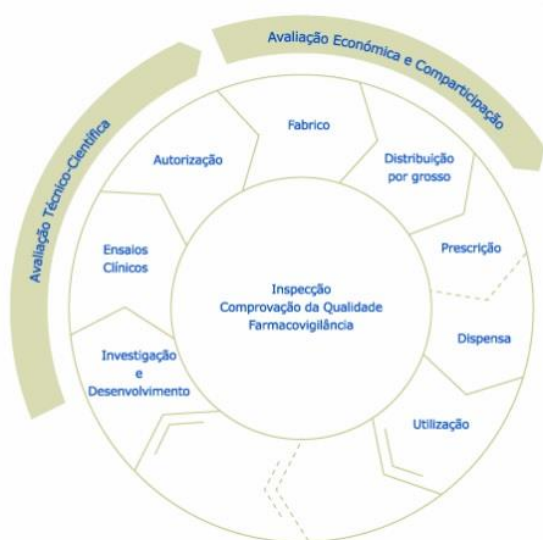 Avaliação Técnico-Científica
Avaliação Económica e Comparticipação
Fabrico
Autorização
Distribuição
por grosso
Ensaios
Clínicos
Prescrição
Inspecção
Comprovação da Qualidade
Farmacovigilância
Dispensa
Investigação
e
Desenvolvimento
Utilização